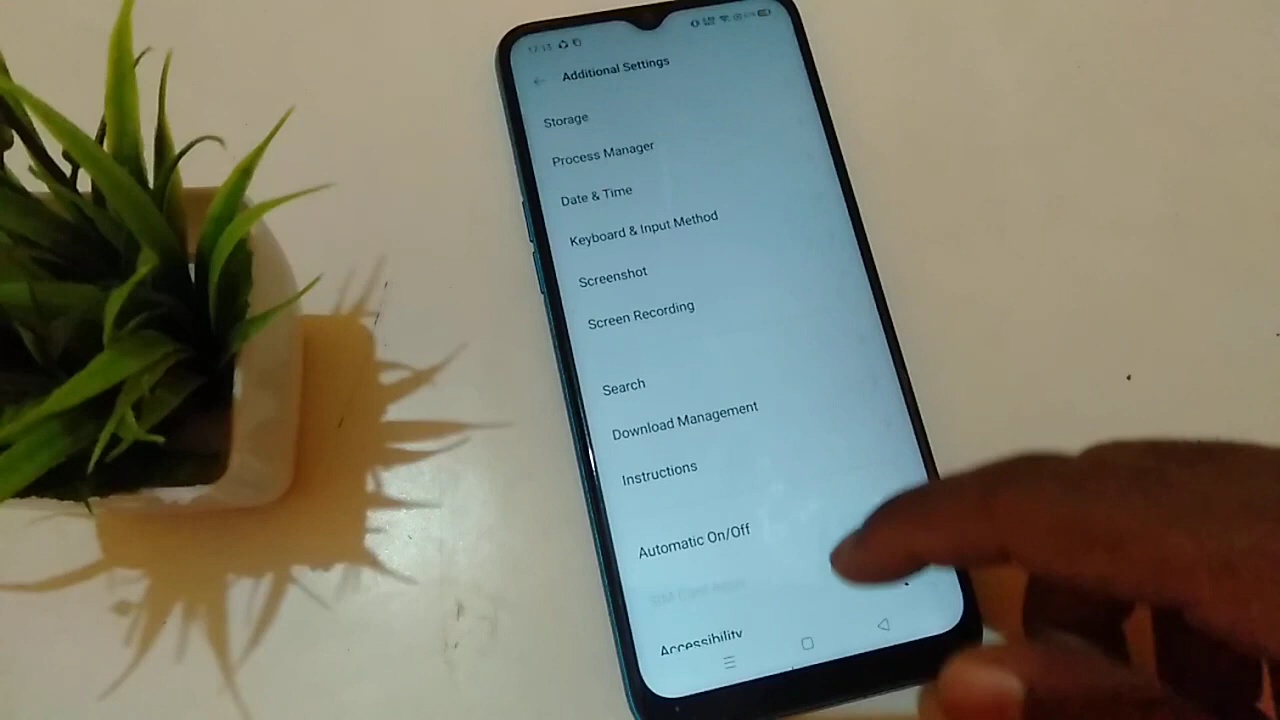 Additional Settings
Storage
Process Manager
Date & Time
Keyboard & Input Method
Screenshot
Screen Recording
Search
Download Management
Instructions
Automatic On/Off
Accessibility